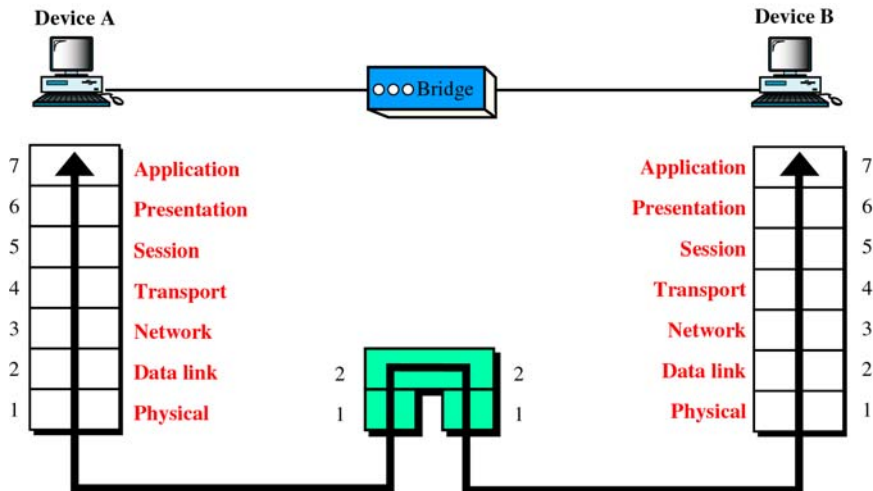 Device A
Device B
Bridge
7 Application
6 Presentation
5 Session
4 Transport
3 Network
2 Data link
1 Physical
2 2
1 1
Application 7
Presentation 6
Session 5
Transport 4
Network 3
Data link 2
Physical 1